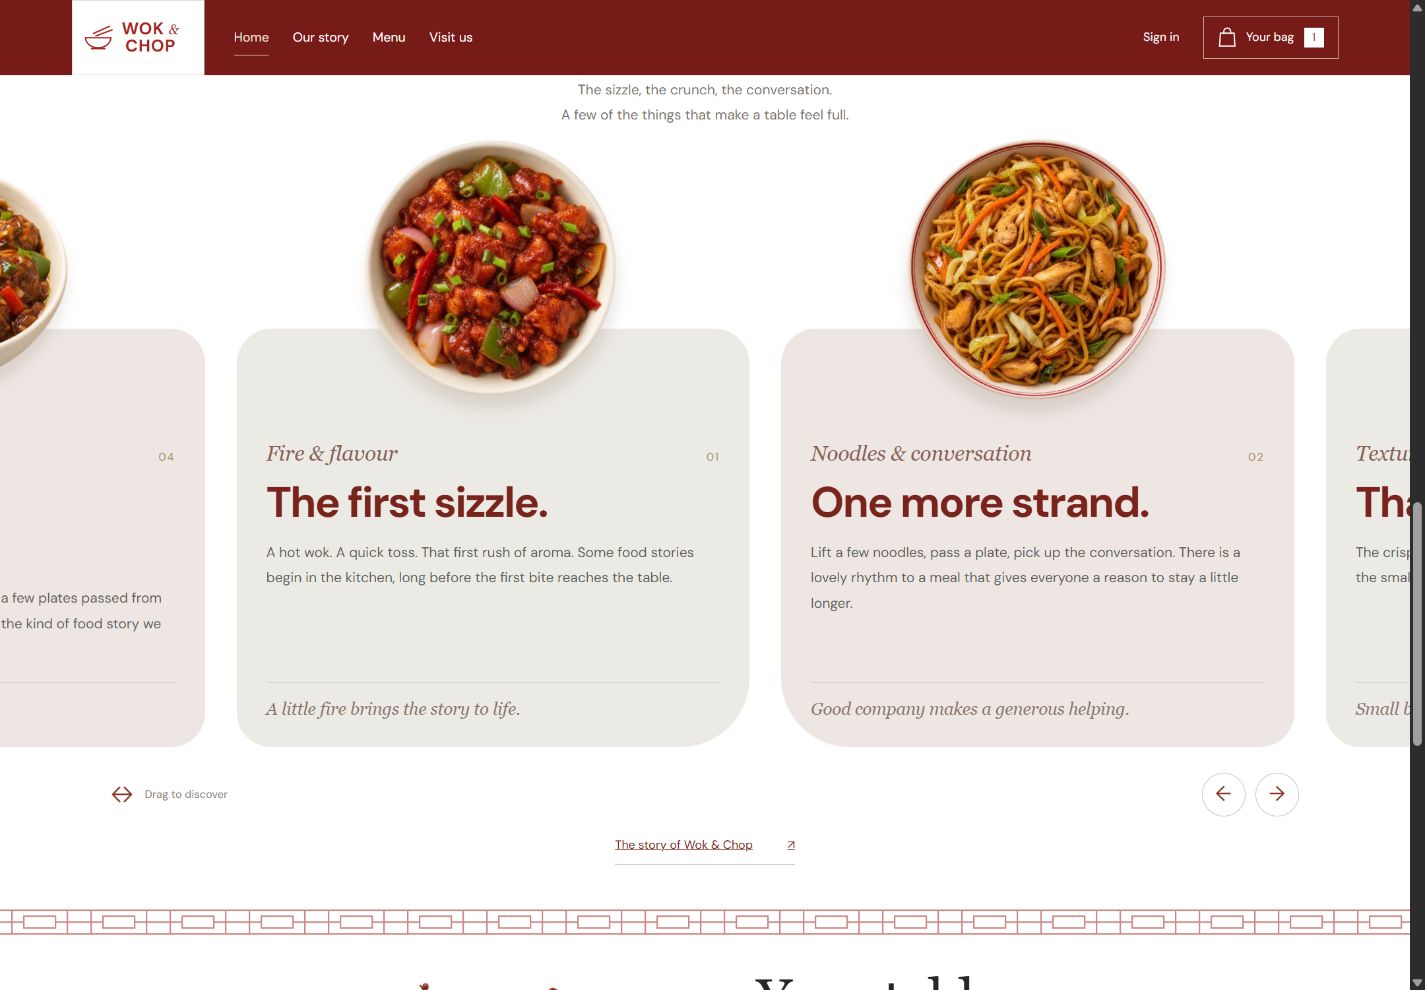 WOK &
CHOP
Home
Our story
Menu
Visit us
Sign in
Your bag
1
The sizzle, the crunch, the conversation.
A few of the things that make a table feel full.
04
a few plates passed from
the kind of food story we
Fire & flavour
01
The first sizzle.
A hot wok. A quick toss. That first rush of aroma. Some food stories
begin in the kitchen, long before the first bite reaches the table.
A little fire brings the story to life.
Noodles & conversation
02
One more strand.
Lift a few noodles, pass a plate, pick up the conversation. There is a
lovely rhythm to a meal that gives everyone a reason to stay a little
longer.
Good company makes a generous helping.
The
Small
Drag to discover
The story of Wok & Chop